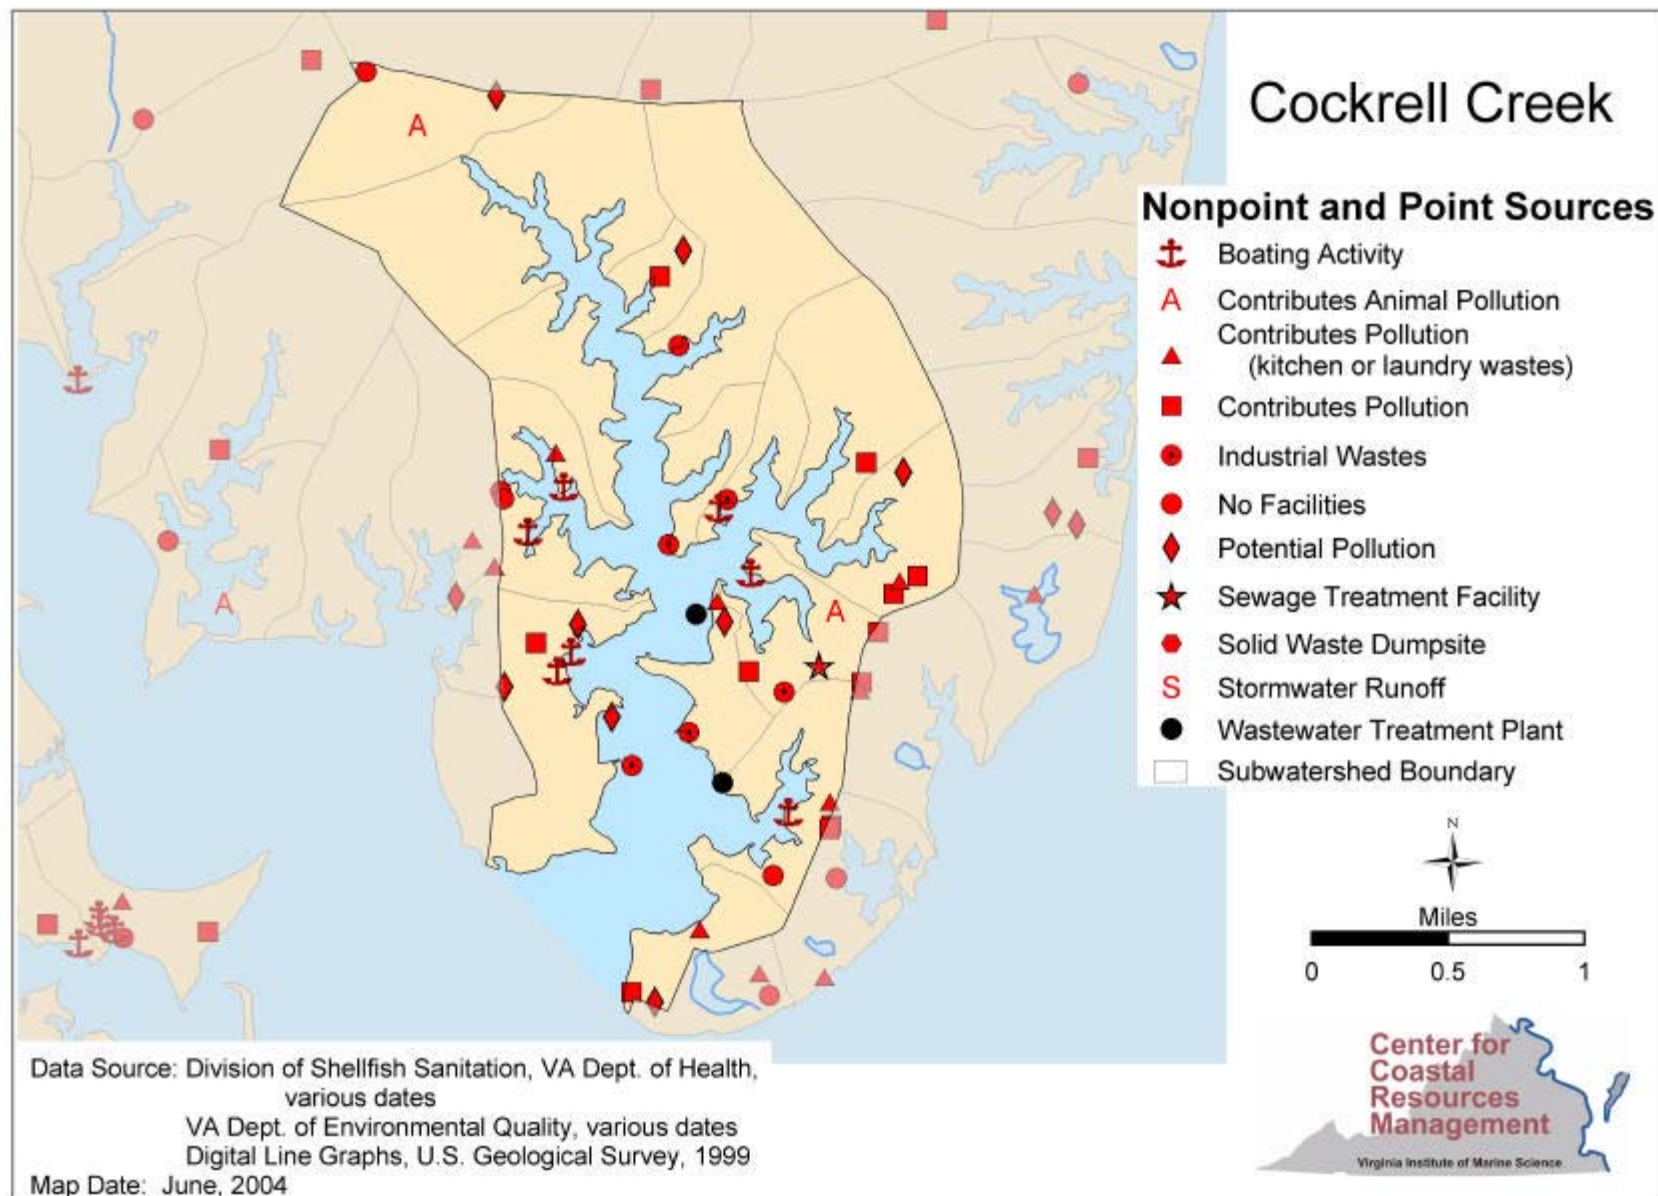 Cockrell Creek
Nonpoint and Point Sources
Boating Activity
A Contributes Animal Pollution
Contributes Pollution
(kitchen or laundry wastes)
Contributes Pollution
Industrial Wastes
No Facilities
Potential Pollution
Sewage Treatment Facility
Solid Waste Dumpsite
S Stormwater Runoff
Wastewater Treatment Plant
Subwatershed Boundary
A
A
A
N
Miles
0 0.5 1
Center for
Coastal
Resources
Management
Virginia Institute of Marine Science
Data Source: Division of Shellfish Sanitation, VA Dept. of Health,
various dates
VA Dept. of Environmental Quality, various dates
Digital Line Graphs, U.S. Geological Survey, 1999
Map Date: June, 2004